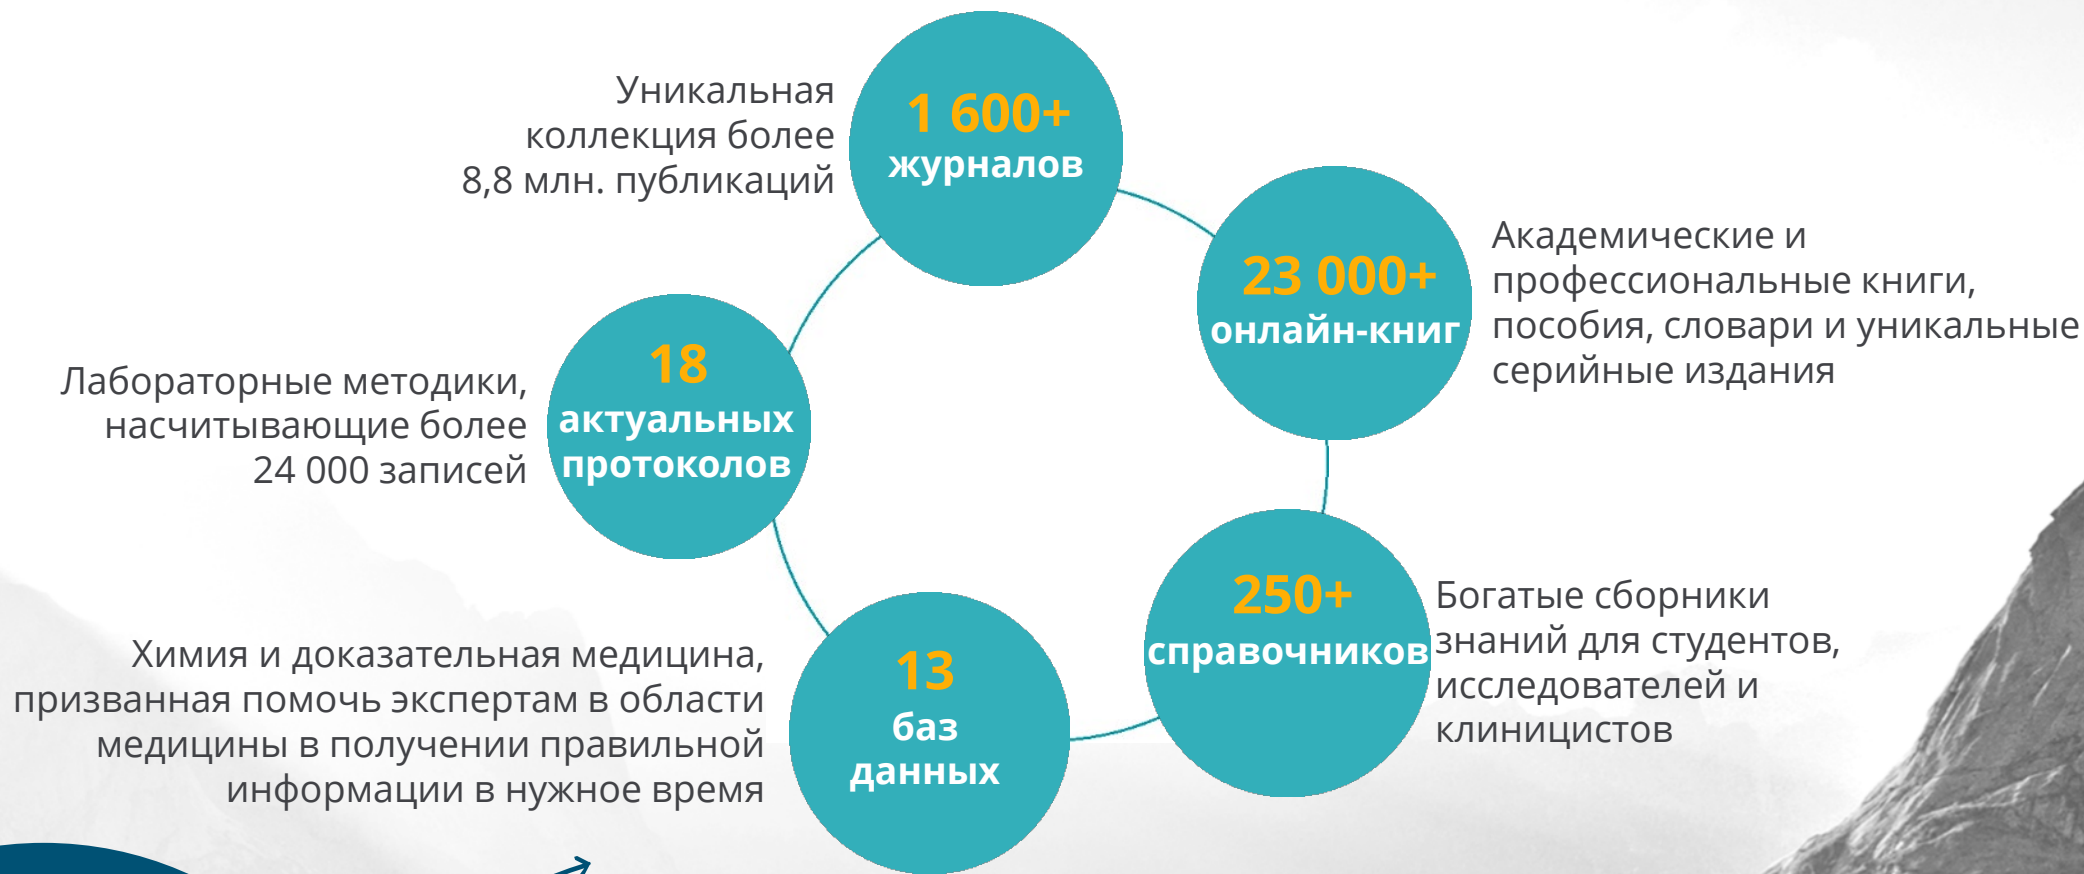 Уникальная
коллекция более
8,8 млн. публикаций
1 600+
журналов
23 000+
онлайн-книг
Академические и
профессиональные книги,
пособия, словари и уникальные
серийные издания
Лабораторные методики,
насчитывающие более
24 000 записей
18
актуальных
протоколов
250+
справочников
Богатые сборники
знаний для студентов,
исследователей и
клиницистов
Химия и доказательная медицина,
призванная помочь экспертам в области
медицины в получении правильной
информации в нужное время
13
баз
данных